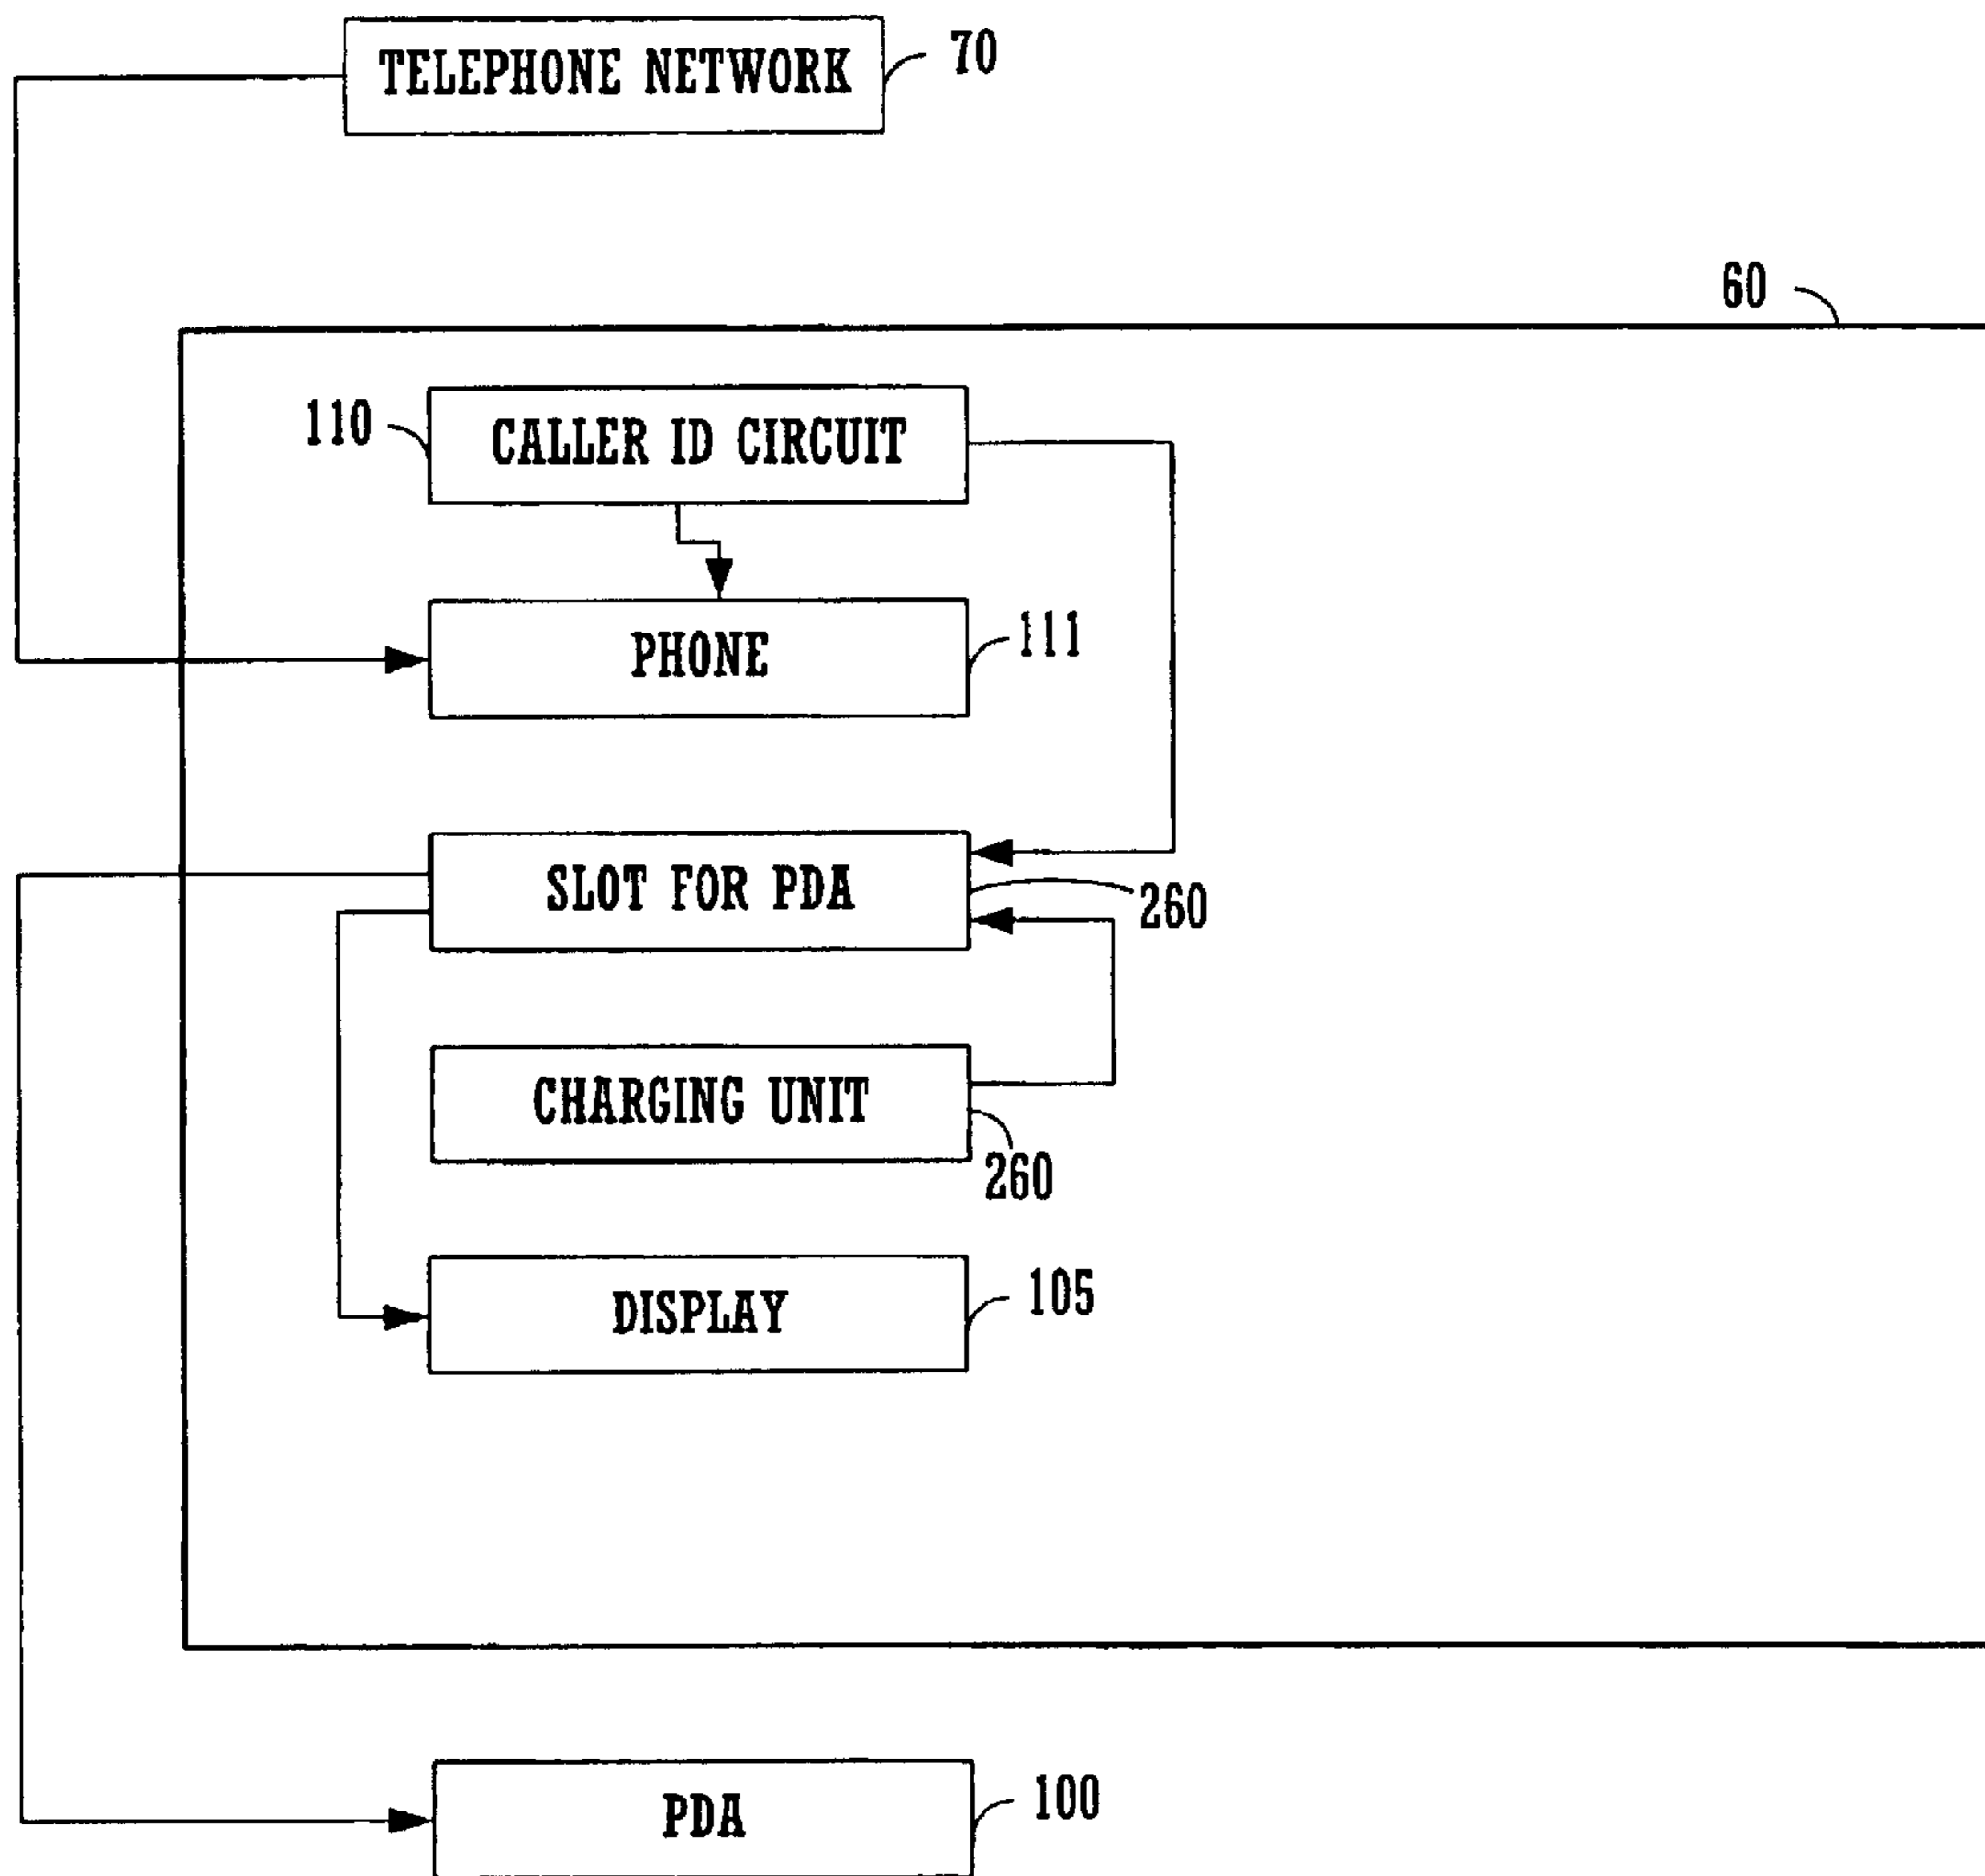 TELEPHONE NETWORK
70
60
110
CALLER ID CIRCUIT
PHONE
111
SLOT FOR PDA
260
CHARGING UNIT
260
DISPLAY
105
PDA
100